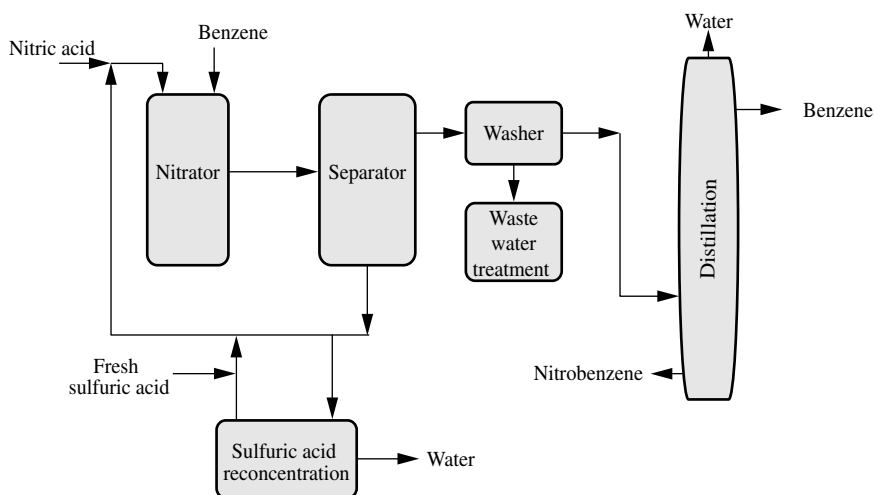 Water
Benzene
Nitric acid
Benzene
Nitrator
Separator
Washer
Waste
water
treatment
Distillation
Nitrobenzene
Fresh
sulfuric acid
Sulfuric acid
reconcentration
Water